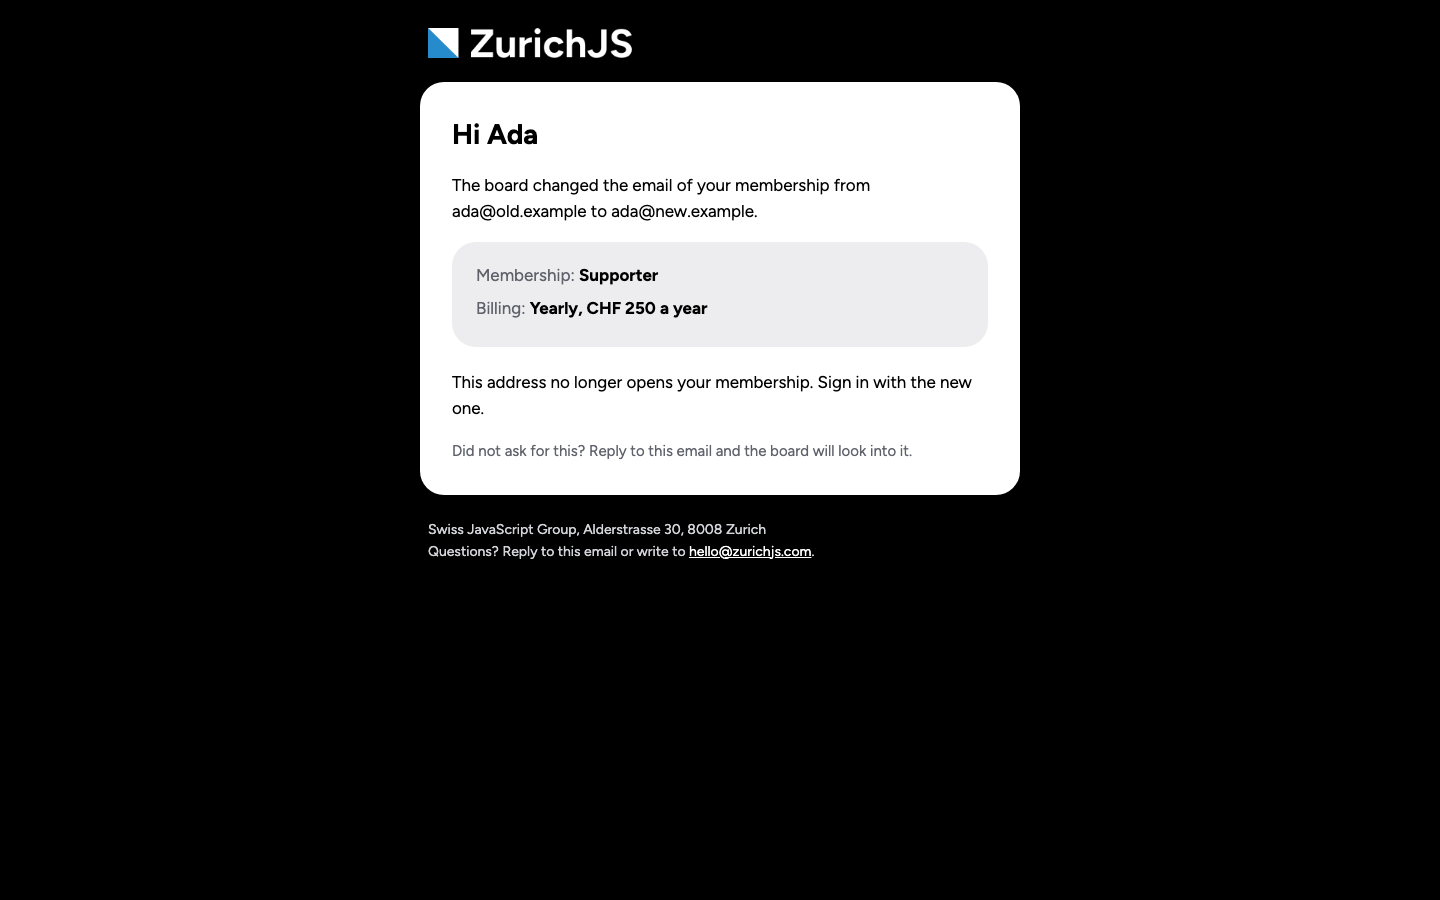 ZurichJS
Hi Ada
The board changed the email of your membership from
ada@old.example to ada@new.example.
Membership: Supporter
Billing: Yearly, CHF 250 a year
This address no longer opens your membership. Sign in with the new
one.
Did not ask for this? Reply to this email and the board will look into it.
Swiss JavaScript Group, Alderstrasse 30, 8008 Zurich
Questions? Reply to this email or write to hello@zurichjs.com.